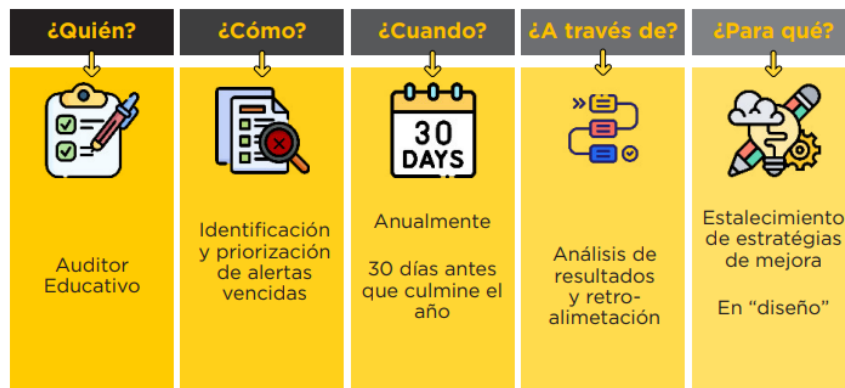 ¿Quién?
¿Cómo?
¿Cuando?
¿A través de?
¿Para qué?
Auditor
Educativo
Identificación
y priorización
de alertas
vencidas
30
DAYS
Anualmente
30 días antes
que culmine el
año
Análisis de
resultados
y retro-
alimetación
Estalecimiento
de estratégias
de mejora
En “diseño”